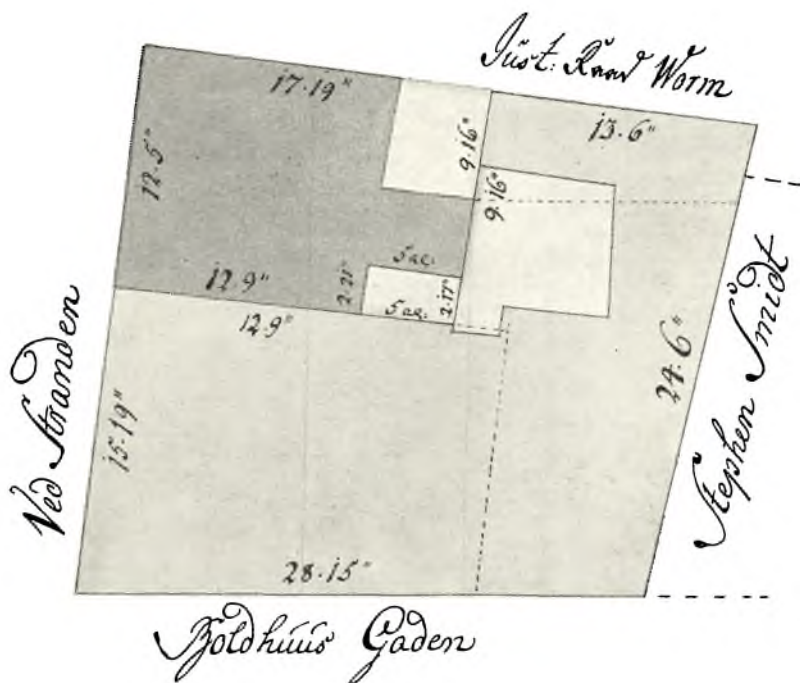 Just: Raad Worm
17·19"
13·6"
9·16"
12·5"
9·16"
5 al:
12·9"
2·21"
2·17"
5 al:
12·9"
Ved Stranden
24·6"
Stephen Smidt
15·19"
28·15"
Boldhuus Gaden